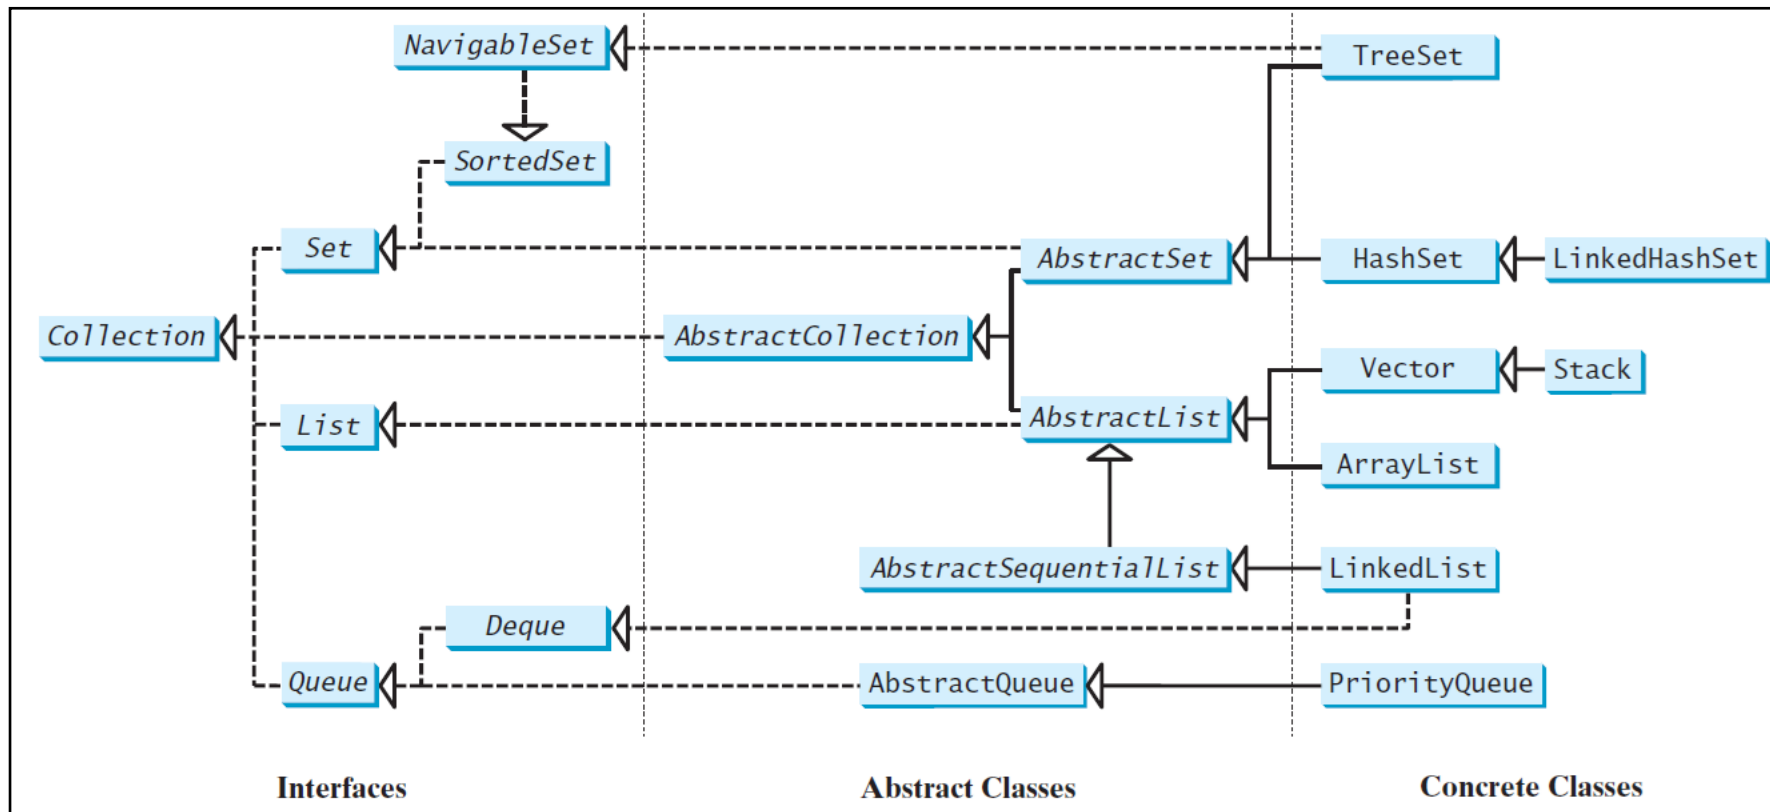 NavigableSet
TreeSet
SortedSet
Set
AbstractSet
HashSet
LinkedHashSet
Collection
AbstractCollection
Vector
Stack
List
AbstractList
ArrayList
AbstractSequentialList
LinkedList
Deque
Queue
AbstractQueue
PriorityQueue
Interfaces
Abstract Classes
Concrete Classes